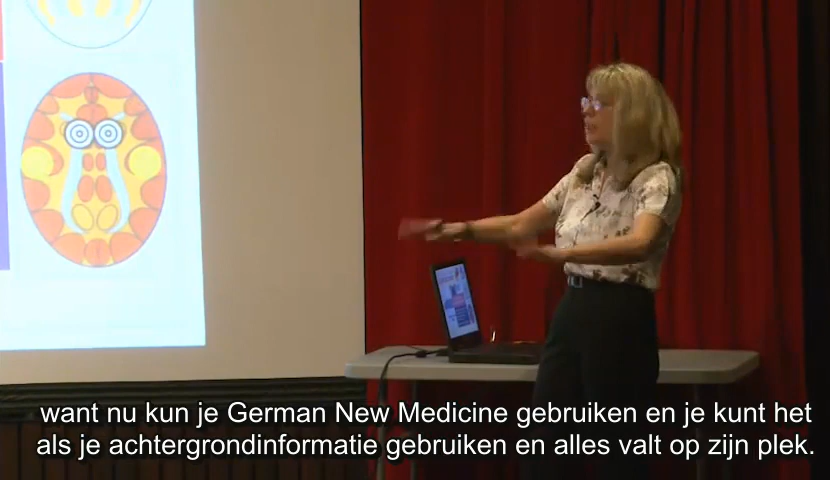 want nu kun je German New Medicine gebruiken en je kunt het
als je achtergrondinformatie gebruiken en alles valt op zijn plek.